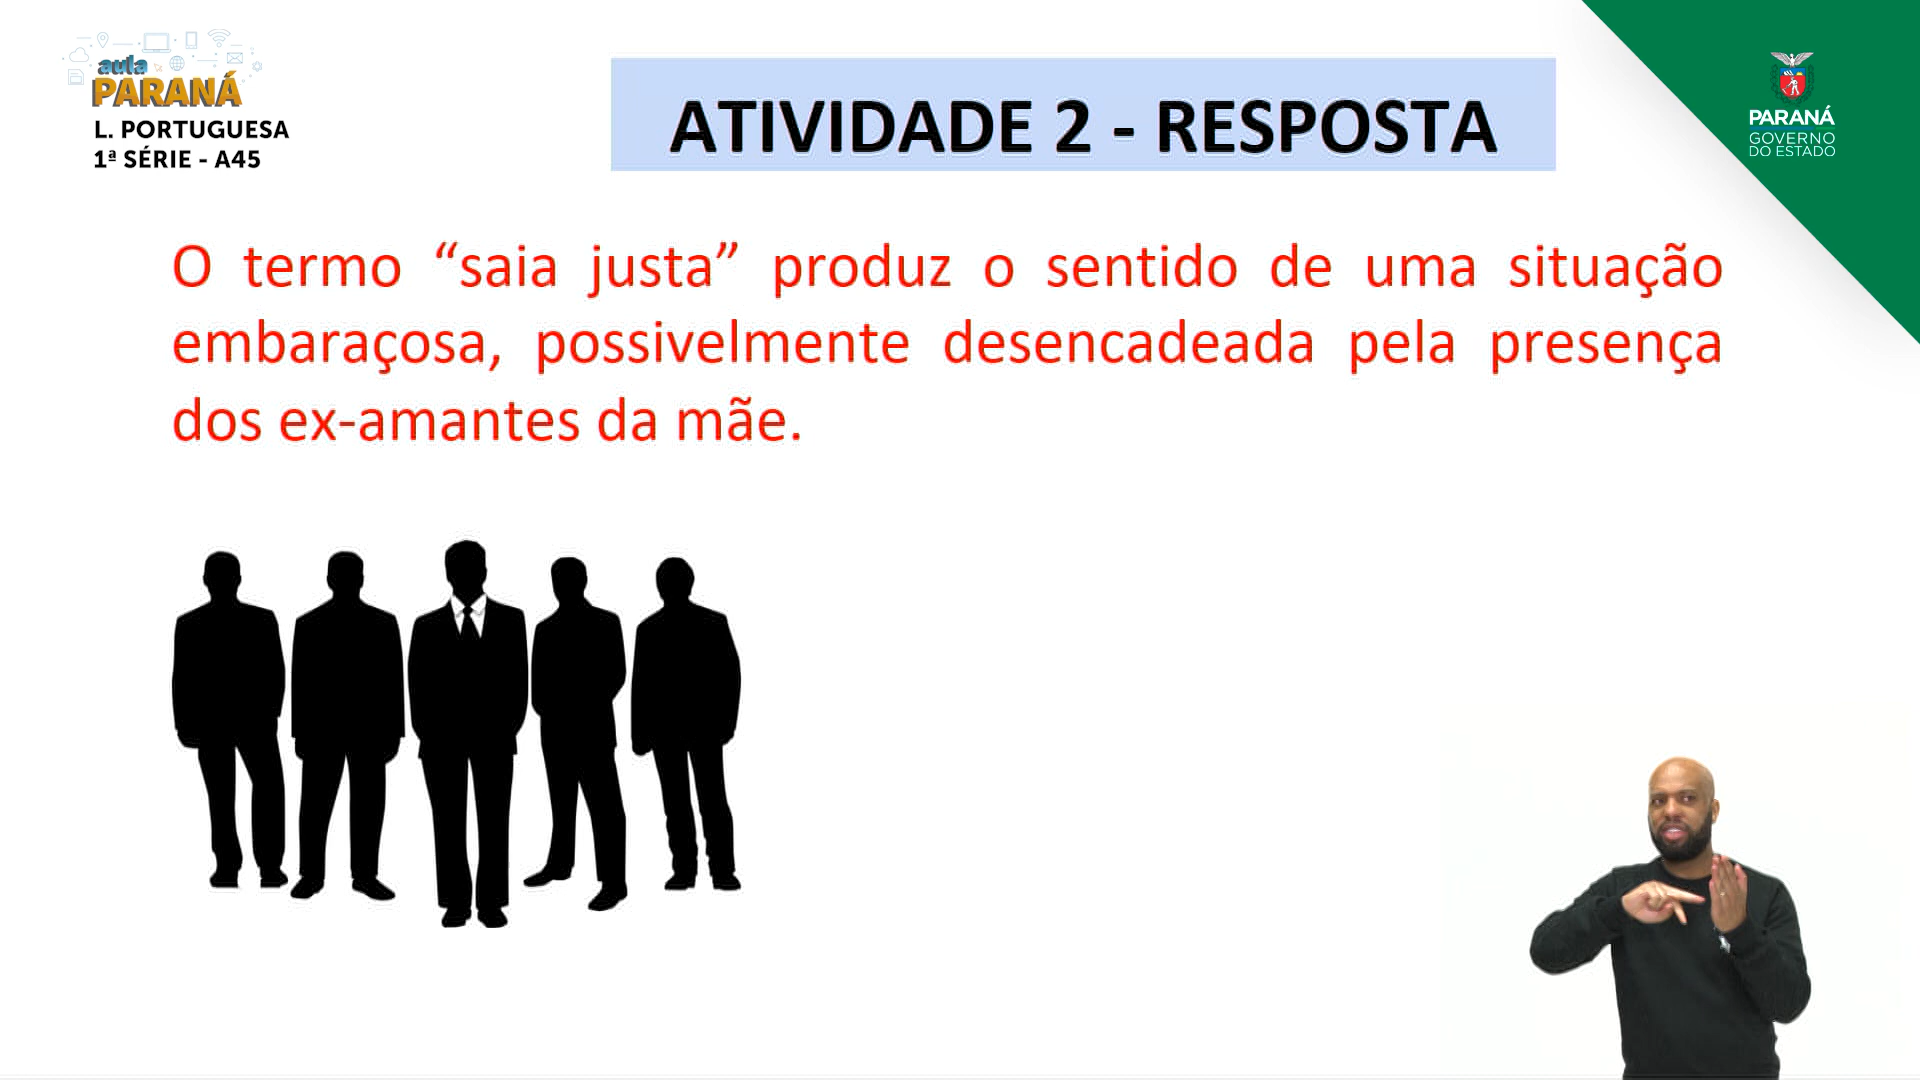 aula
PARANÁ
L. PORTUGUESA
1ª SÉRIE - A45
ATIVIDADE 2 - RESPOSTA
PARANÁ
GOVERNO
DO ESTADO
O termo “saia justa” produz o sentido de uma situação
embaraçosa, possivelmente desencadeada pela presença
dos ex-amantes da mãe.